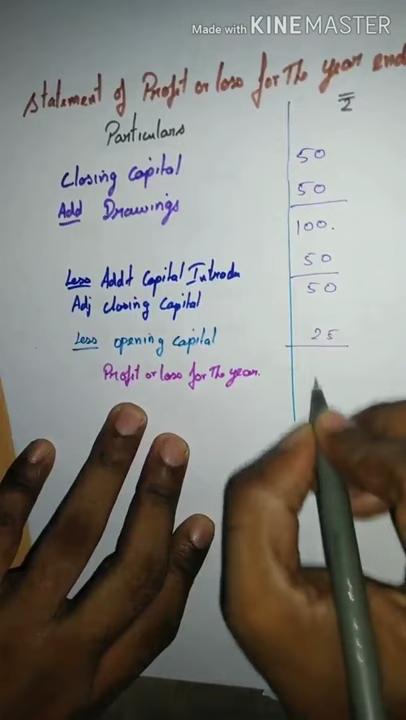 Made with KINEMASTER
Statement of Profit or loss for The year end
₹
Particulars
Closing Capital 50
Add Drawings 50
100.
Less Addt Capital Introdu 50
Adj closing Capital 50
Less opening capital 25
Profit or loss for The year.